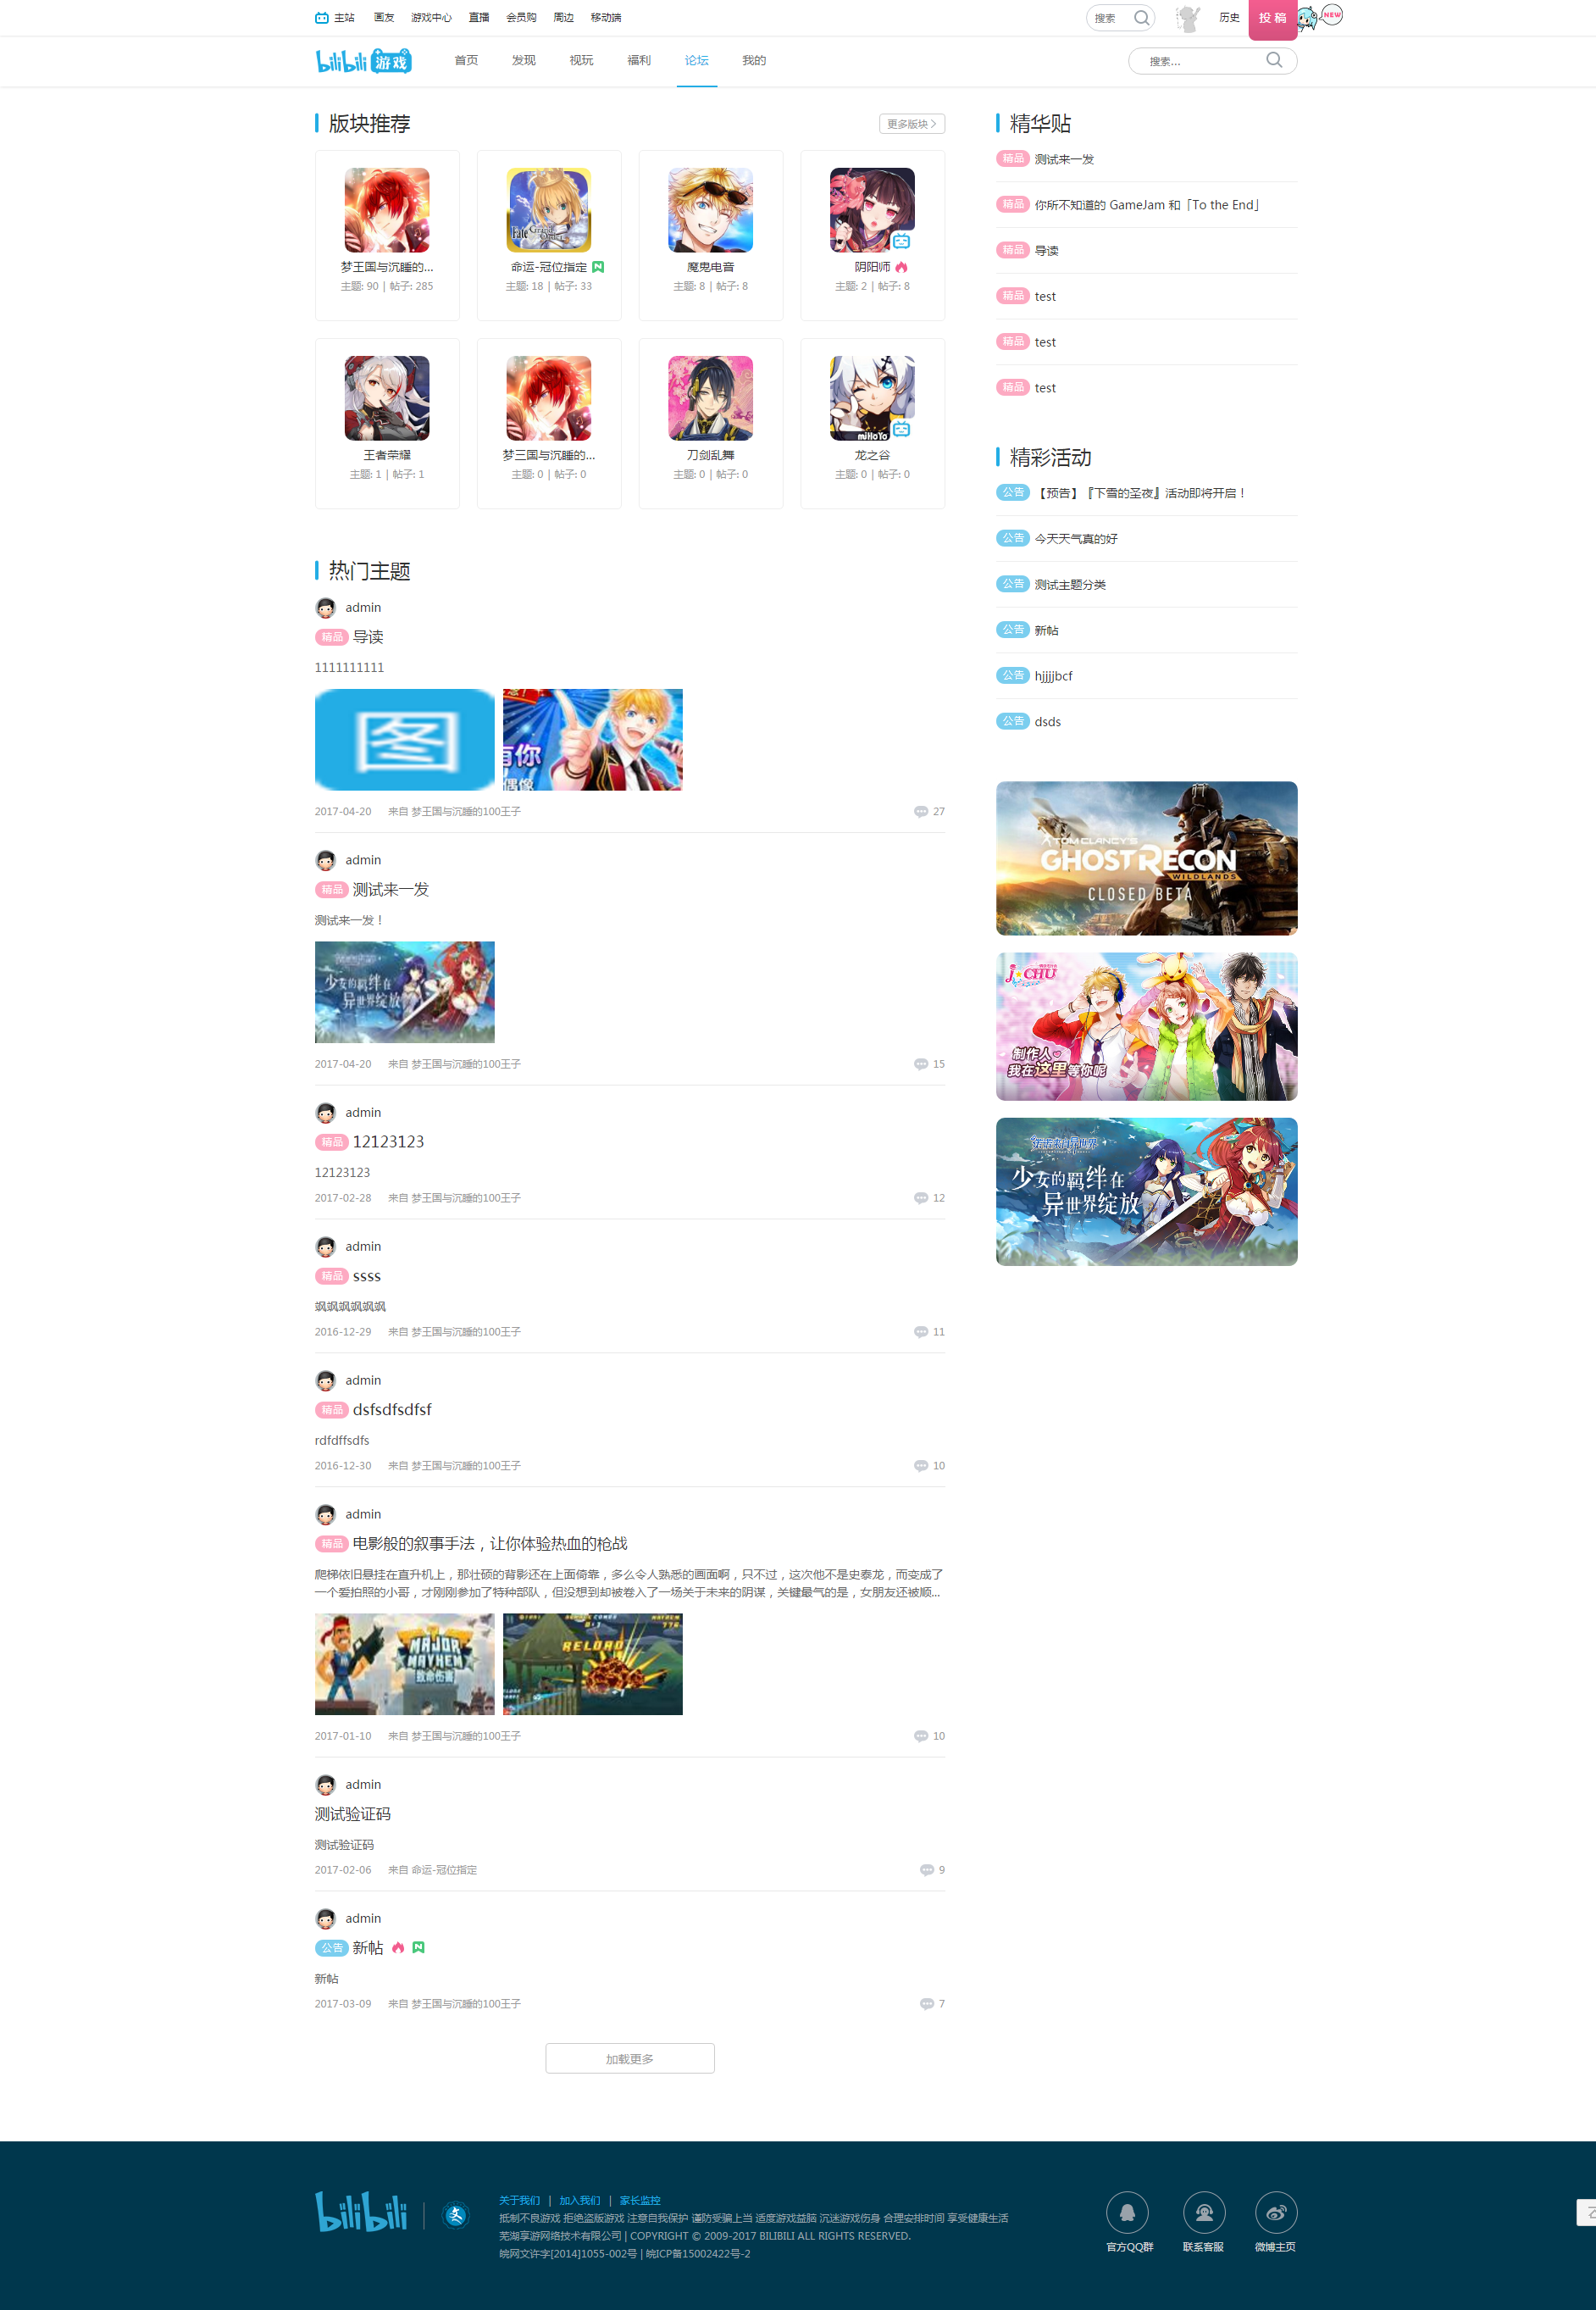 主站 画友 游戏中心 直播 会员购 周边 移动端 搜索 历史 投 稿 NEW
bilibili 游戏 首页 发现 视玩 福利 论坛 我的 搜索...
版块推荐 更多版块
梦王国与沉睡的...
主题: 90 | 帖子: 285
命运-冠位指定
主题: 18 | 帖子: 33
魔鬼电音
主题: 8 | 帖子: 8
阴阳师
主题: 2 | 帖子: 8
王者荣耀
主题: 1 | 帖子: 1
梦三国与沉睡的...
主题: 0 | 帖子: 0
刀剑乱舞
主题: 0 | 帖子: 0
miHoYo
龙之谷
主题: 0 | 帖子: 0
热门主题
admin
精品 导读
1111111111
图
有你
偶像
2017-04-20 来自 梦王国与沉睡的100王子 27
admin
精品 测试来一发
测试来一发！
少女的羁绊在
异世界绽放
2017-04-20 来自 梦王国与沉睡的100王子 15
admin
精品 12123123
12123123
2017-02-28 来自 梦王国与沉睡的100王子 12
admin
精品 ssss
飒飒飒飒飒飒
2016-12-29 来自 梦王国与沉睡的100王子 11
admin
精品 dsfsdfsdfsf
rdfdffsdfs
2016-12-30 来自 梦王国与沉睡的100王子 10
admin
精品 电影般的叙事手法，让你体验热血的枪战
爬梯依旧悬挂在直升机上，那壮硕的背影还在上面倚靠，多么令人熟悉的画面啊，只不过，这次他不是史泰龙，而变成了
一个爱拍照的小哥，才刚刚参加了特种部队，但没想到却被卷入了一场关于未来的阴谋，关键最气的是，女朋友还被顺...
MAJOR
MAYHEM
致命伤害
RELOAD
2017-01-10 来自 梦王国与沉睡的100王子 10
admin
测试验证码
测试验证码
2017-02-06 来自 命运-冠位指定 9
admin
公告 新帖
新帖
2017-03-09 来自 梦王国与沉睡的100王子 7
加载更多
精华贴
精品 测试来一发
精品 你所不知道的 GameJam 和「To the End」
精品 导读
精品 test
精品 test
精品 test
精彩活动
公告 【预告】『下雪的圣夜』活动即将开启！
公告 今天天气真的好
公告 测试主题分类
公告 新帖
公告 hjjjjbcf
公告 dsds
TOM CLANCY'S
GHOST RECON
WILDLANDS
CLOSED BETA
制作人
我在这里等你呢
少女的羁绊在
异世界绽放
bilibili
关于我们 | 加入我们 | 家长监控
抵制不良游戏 拒绝盗版游戏 注意自我保护 谨防受骗上当 适度游戏益脑 沉迷游戏伤身 合理安排时间 享受健康生活
芜湖享游网络技术有限公司 | COPYRIGHT © 2009-2017 BILIBILI ALL RIGHTS RESERVED.
皖网文许字[2014]1055-002号 | 皖ICP备15002422号-2
官方QQ群 联系客服 微博主页